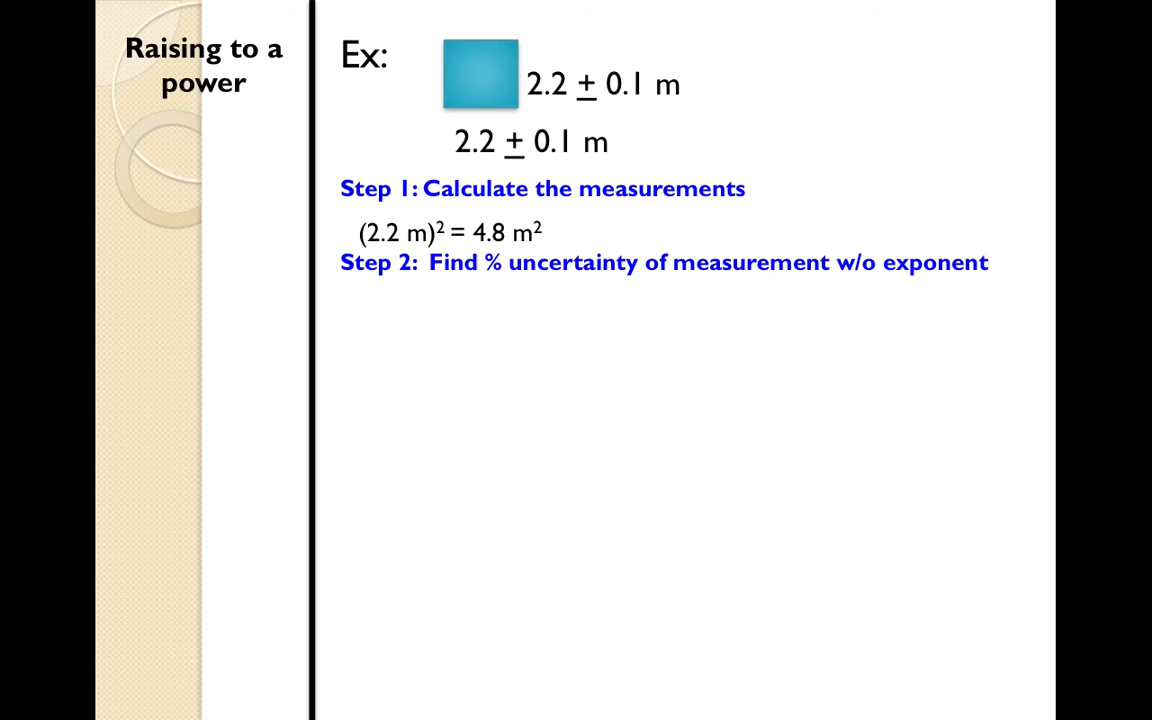 Raising to a
power
Ex:
2.2 + 0.1 m
2.2 + 0.1 m
Step 1: Calculate the measurements
(2.2 m)² = 4.8 m²
Step 2: Find % uncertainty of measurement w/o exponent